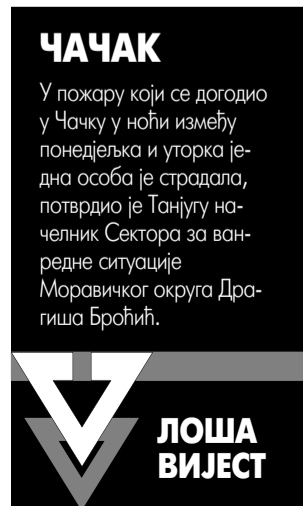 ЧАЧАК
У пожару који се догодио
у Чачку у ноћи између
понедјељка и уторка је-
дна особа је страдала,
потврдио је Танјугу на-
челник Сектора за ван-
редне ситуације
Моравичког округа Дра-
гиша Броћић.
ЛОША
ВИЈЕСТ